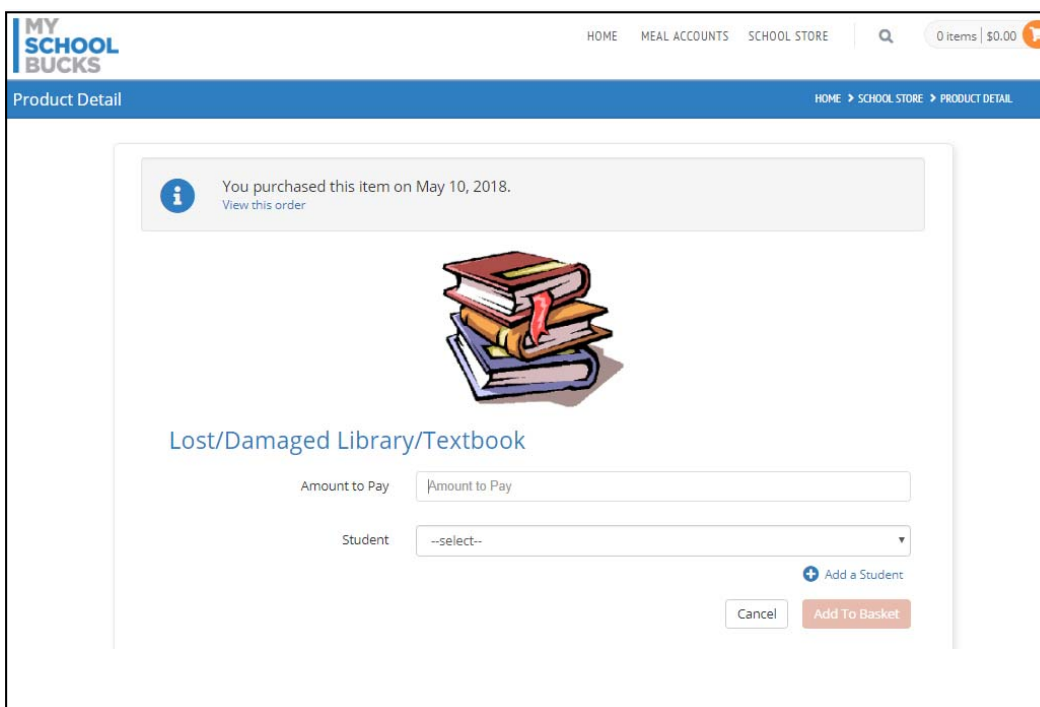 MY
SCHOOL
BUCKS
HOME MEAL ACCOUNTS SCHOOL STORE 0 items $0.00
Product Detail
HOME > SCHOOL STORE > PRODUCT DETAIL
You purchased this item on May 10, 2018.
View this order
Lost/Damaged Library/Textbook
Amount to Pay Amount to Pay
Student --select--
Add a Student
Cancel Add To Basket